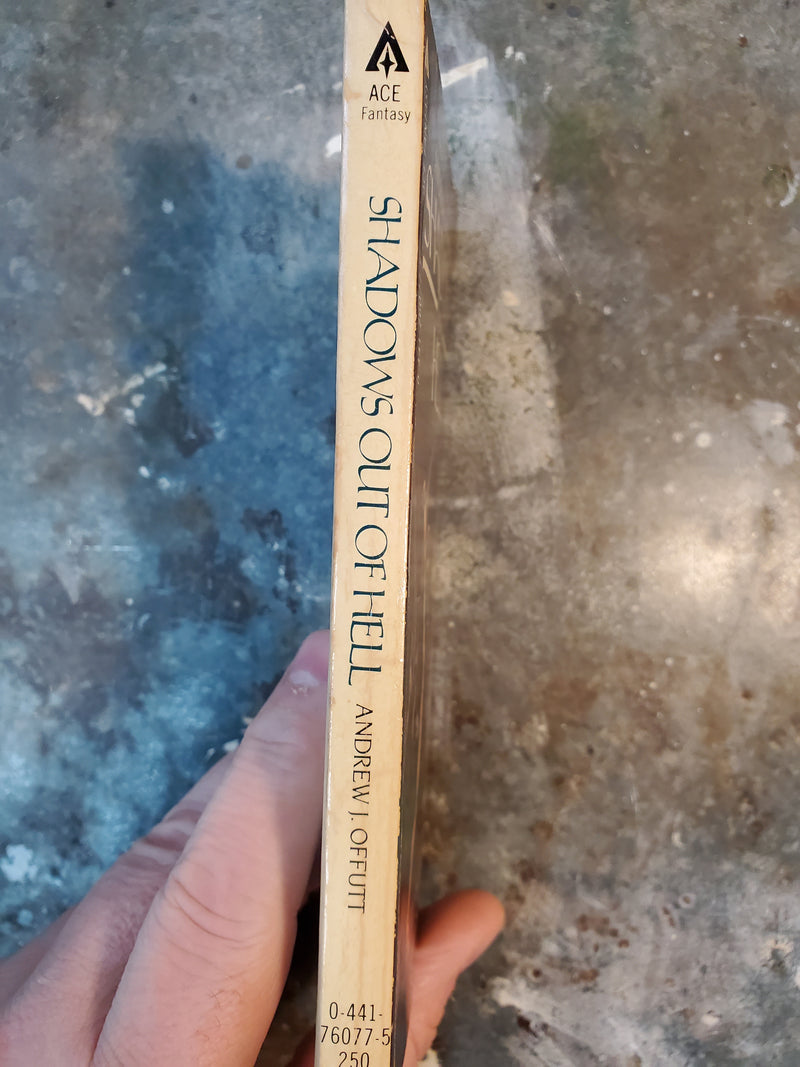 ACE
Fantasy
SHADOWS OUT OF HELL
ANDREW J. OFFUTT
0-441-
76077-5
250